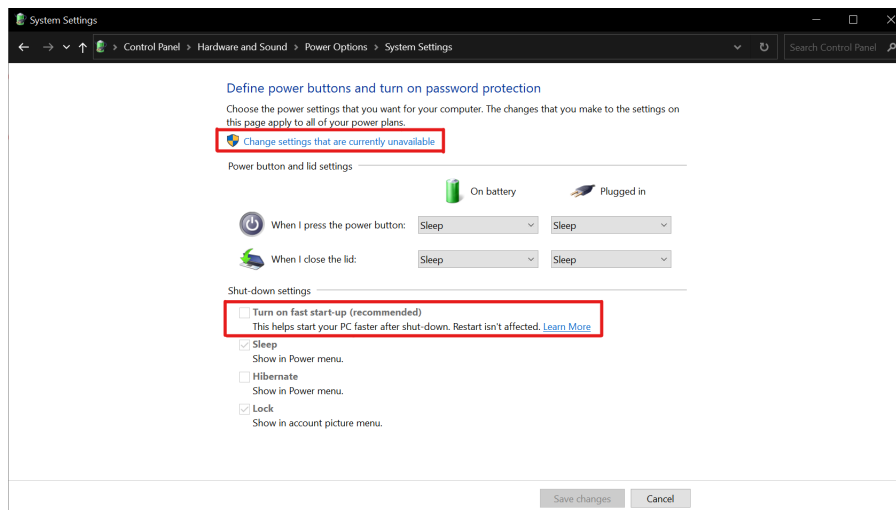 System Settings
Control Panel > Hardware and Sound > Power Options > System Settings
Search Control Panel
Define power buttons and turn on password protection
Choose the power settings that you want for your computer. The changes that you make to the settings on
this page apply to all of your power plans.
Change settings that are currently unavailable
Power button and lid settings
On battery
Plugged in
When I press the power button:
Sleep
Sleep
When I close the lid:
Sleep
Sleep
Shut-down settings
Turn on fast start-up (recommended)
This helps start your PC faster after shut-down. Restart isn't affected. Learn More
Sleep
Show in Power menu.
Hibernate
Show in Power menu.
Lock
Show in account picture menu.
Save changes
Cancel